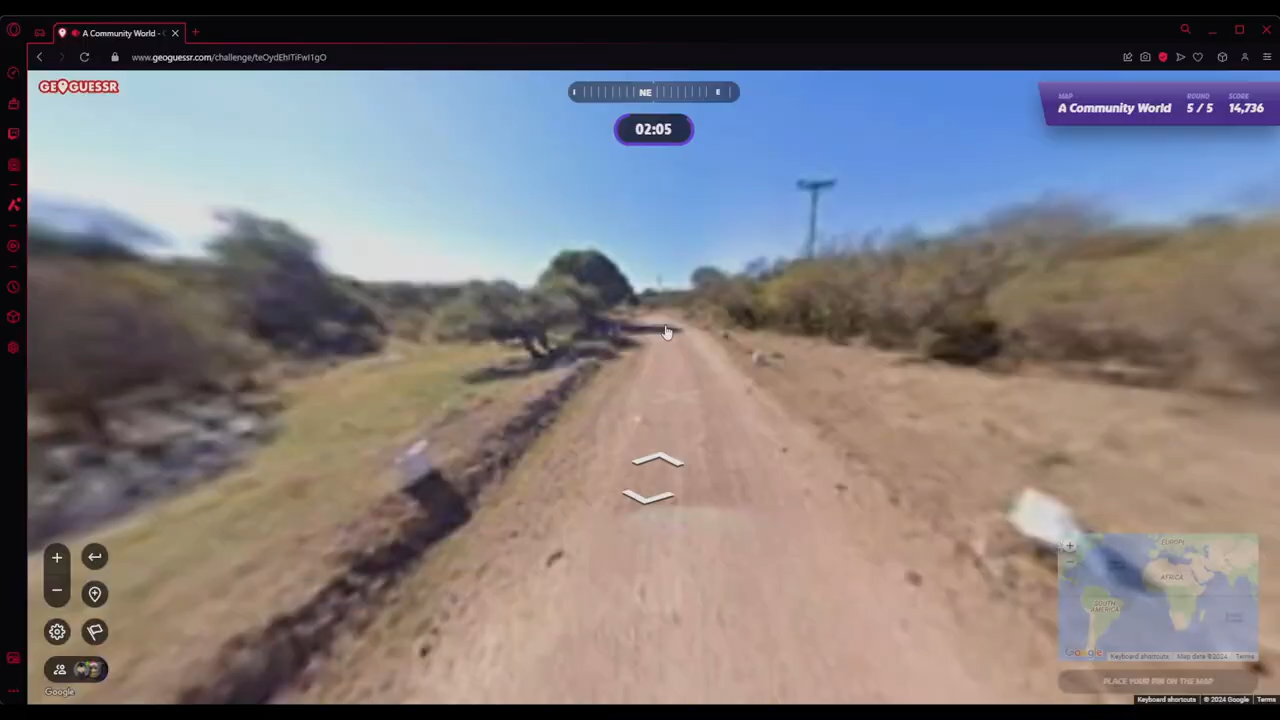 A Community World -
www.geoguessr.com/challenge/teOydEhITiFwI1gO
GEOGUESSR
NE
E
02:05
MAP
A Community World
ROUND
5 / 5
SCORE
14,736
EUROPE
AFRICA
SOUTH
AMERICA
Google
Keyboard shortcuts
Map data ©2024
Terms
PLACE YOUR PIN ON THE MAP
Google
Keyboard shortcuts
© 2024 Google
Terms